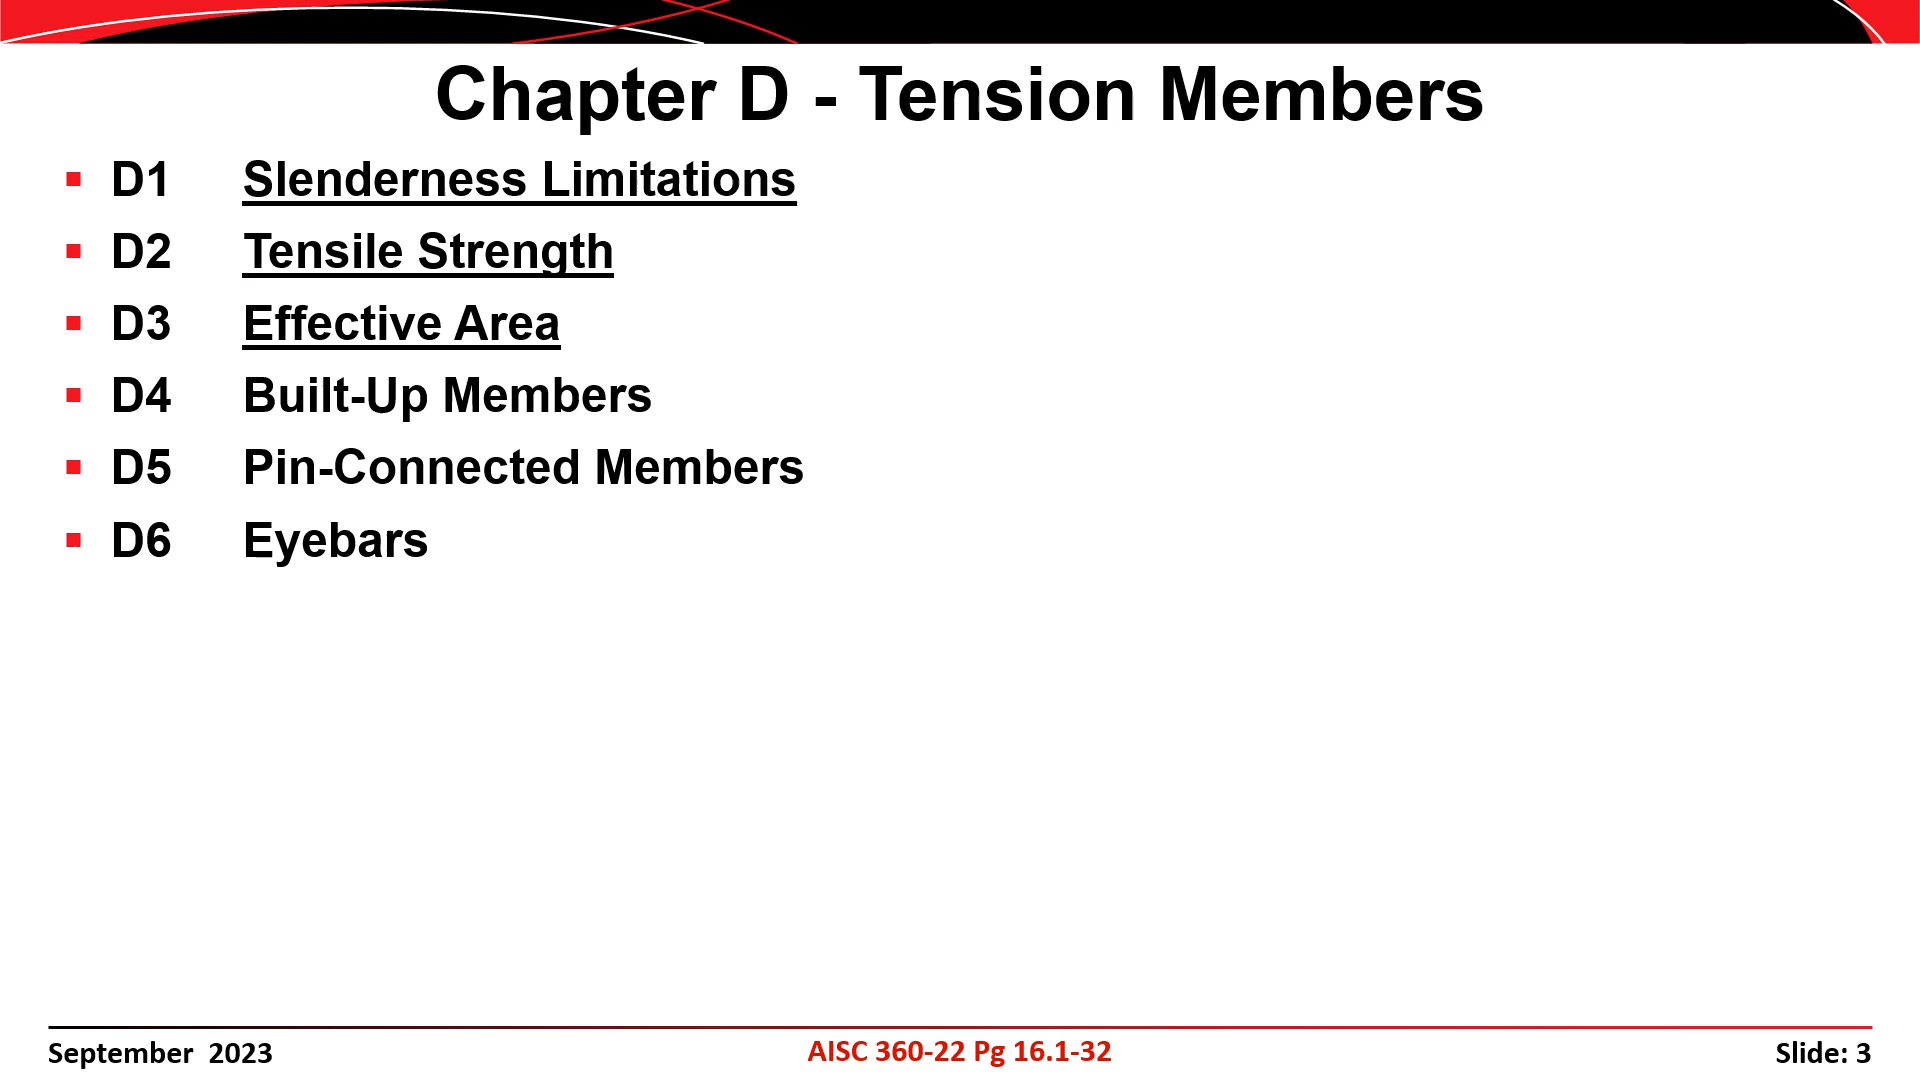 Chapter D - Tension Members
▪ D1 Slenderness Limitations
▪ D2 Tensile Strength
▪ D3 Effective Area
▪ D4 Built-Up Members
▪ D5 Pin-Connected Members
▪ D6 Eyebars
September 2023 AISC 360-22 Pg 16.1-32 Slide: 3